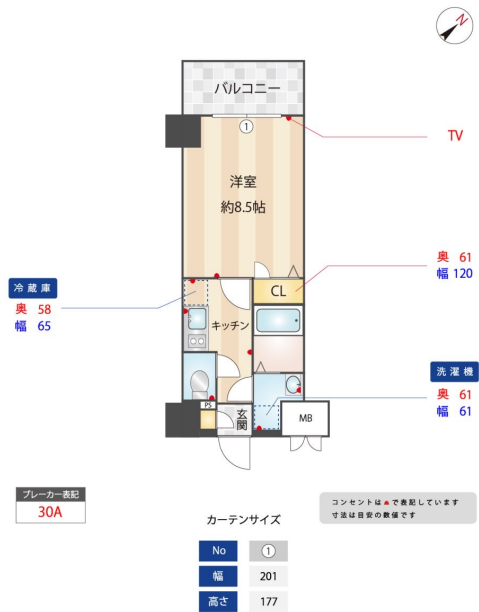 N
バルコニー
①
TV
洋室
約8.5帖
奥 61
幅 120
CL
冷蔵庫
奥 58
幅 65
キッチン
洗濯機
奥 61
幅 61
PS
玄関
MB
ブレーカー表記
30A
コンセントは で表記しています
寸法は目安の数値です
カーテンサイズ
No ①
幅 201
高さ 177